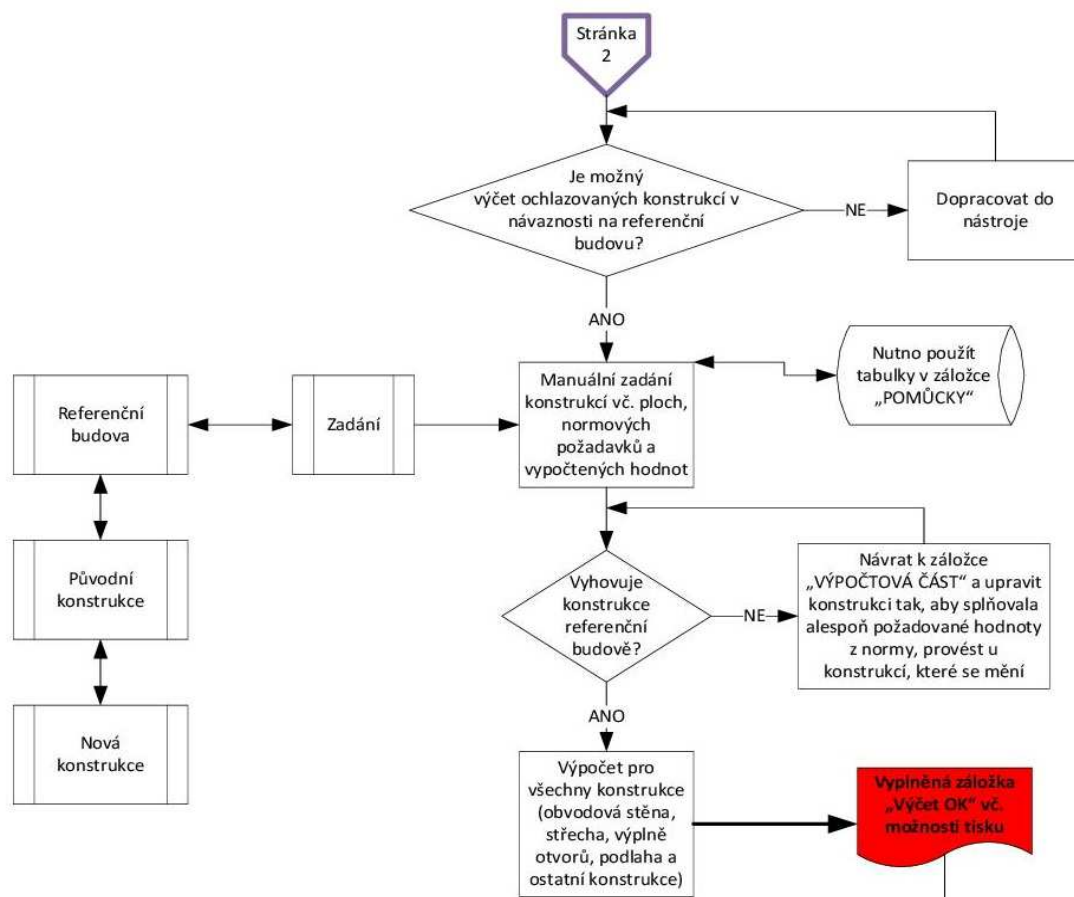 Stránka
2
Je možný
výčet ochlazovaných konstrukcí v
návaznosti na referenční
budovu?
NE
Dopracovat do
nástroje
ANO
Referenční
budova
Zadání
Manuální zadání
konstrukcí vč. ploch,
normových
požadavků a
vypočtených hodnot
Nutno použít
tabulky v záložce
„POMŮCKY“
Původní
konstrukce
Vyhovuje
konstrukce
referenční
budově?
NE
Návrat k záložce
„VÝPOČTOVÁ ČÁST“ a upravit
konstrukci tak, aby splňovala
alespoň požadované hodnoty
z normy, provést u
konstrukcí, které se mění
Nová
konstrukce
ANO
Výpočet pro
všechny konstrukce
(obvodová stěna,
střecha, výplně
otvorů, podlaha a
ostatní konstrukce)
Vyplněná záložka
„Výčet OK“ vč.
možnosti tisku